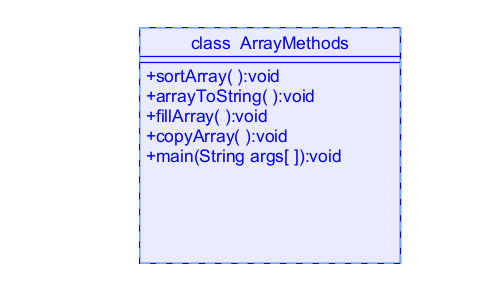 class ArrayMethods
+sortArray( ):void
+arrayToString( ):void
+fillArray( ):void
+copyArray( ):void
+main(String args[ ]):void